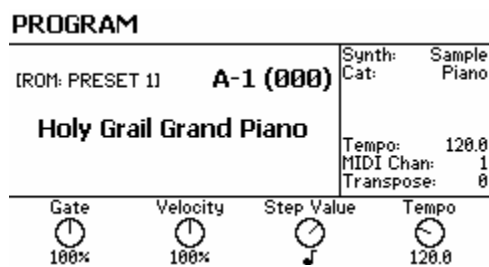 PROGRAM
[ROM: PRESET 1] A-1 (000)
Holy Grail Grand Piano
Synth: Sample
Cat: Piano
Tempo: 120.0
MIDI Chan: 1
Transpose: 0
Gate Velocity Step Value Tempo
100% 100% ♪ 120.0